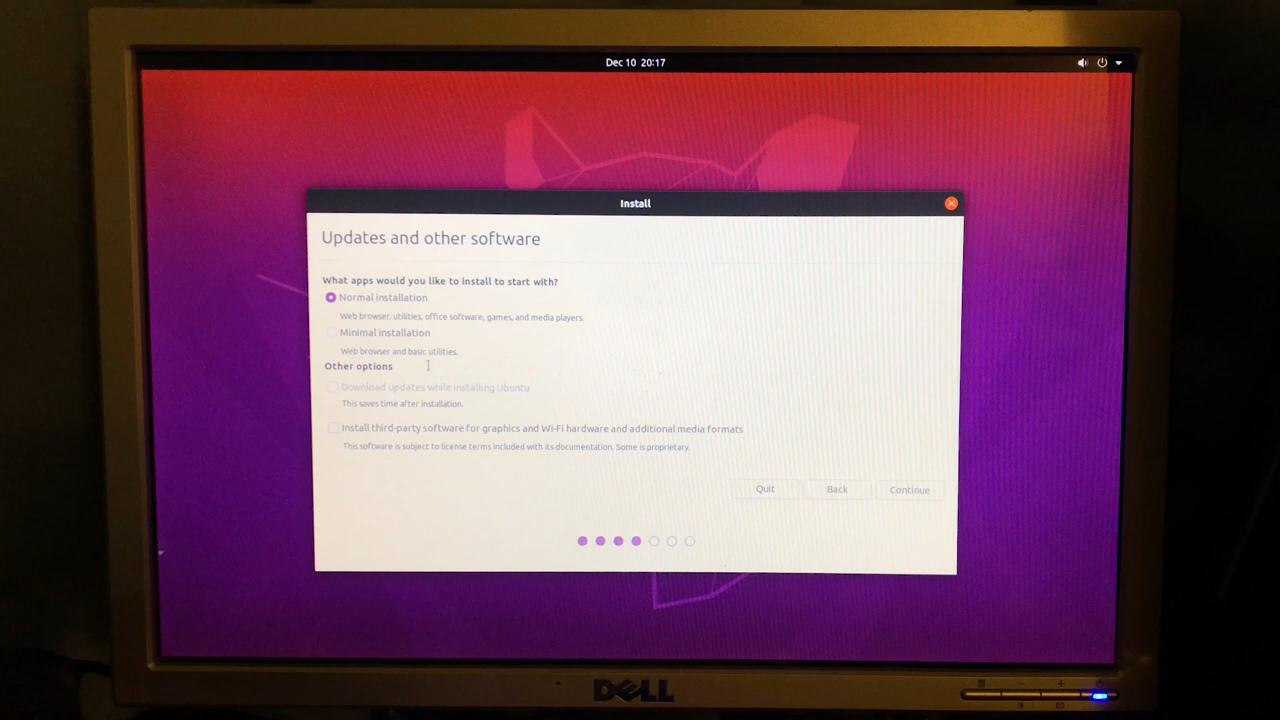 Dec 10 20:17
Install
Updates and other software
What apps would you like to install to start with?
Normal installation
Web browser, utilities, office software, games, and media players.
Minimal installation
Web browser and basic utilities.
Other options
Download updates while installing Ubuntu
This saves time after installation.
Install third-party software for graphics and Wi-Fi hardware and additional media formats
This software is subject to license terms included with its documentation. Some is proprietary.
Quit Back Continue
DELL